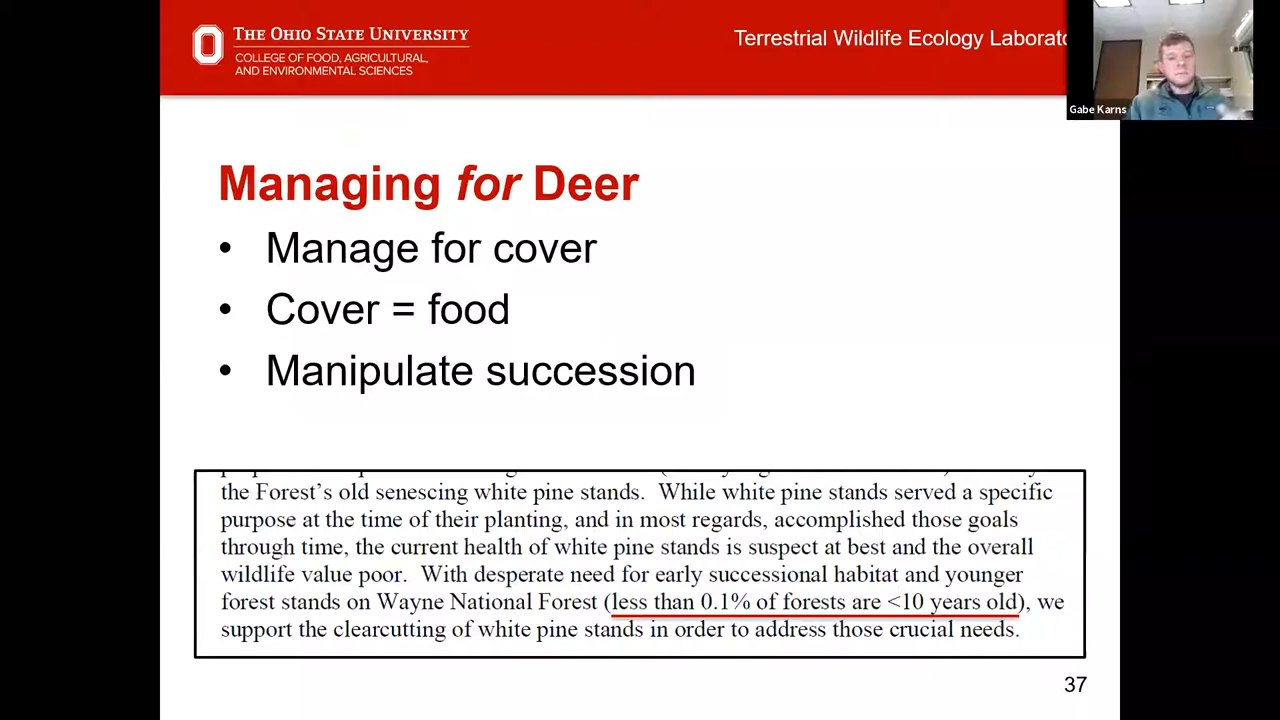 THE OHIO STATE UNIVERSITY
COLLEGE OF FOOD, AGRICULTURAL,
AND ENVIRONMENTAL SCIENCES
Terrestrial Wildlife Ecology
Gabe Karns
Managing for Deer
• Manage for cover
• Cover = food
• Manipulate succession
the Forest's old senescing white pine stands. While white pine stands served a specific
purpose at the time of their planting, and in most regards, accomplished those goals
through time, the current health of white pine stands is suspect at best and the overall
wildlife value poor. With desperate need for early successional habitat and younger
forest stands on Wayne National Forest (less than 0.1% of forests are <10 years old), we
support the clearcutting of white pine stands in order to address those crucial needs.
37